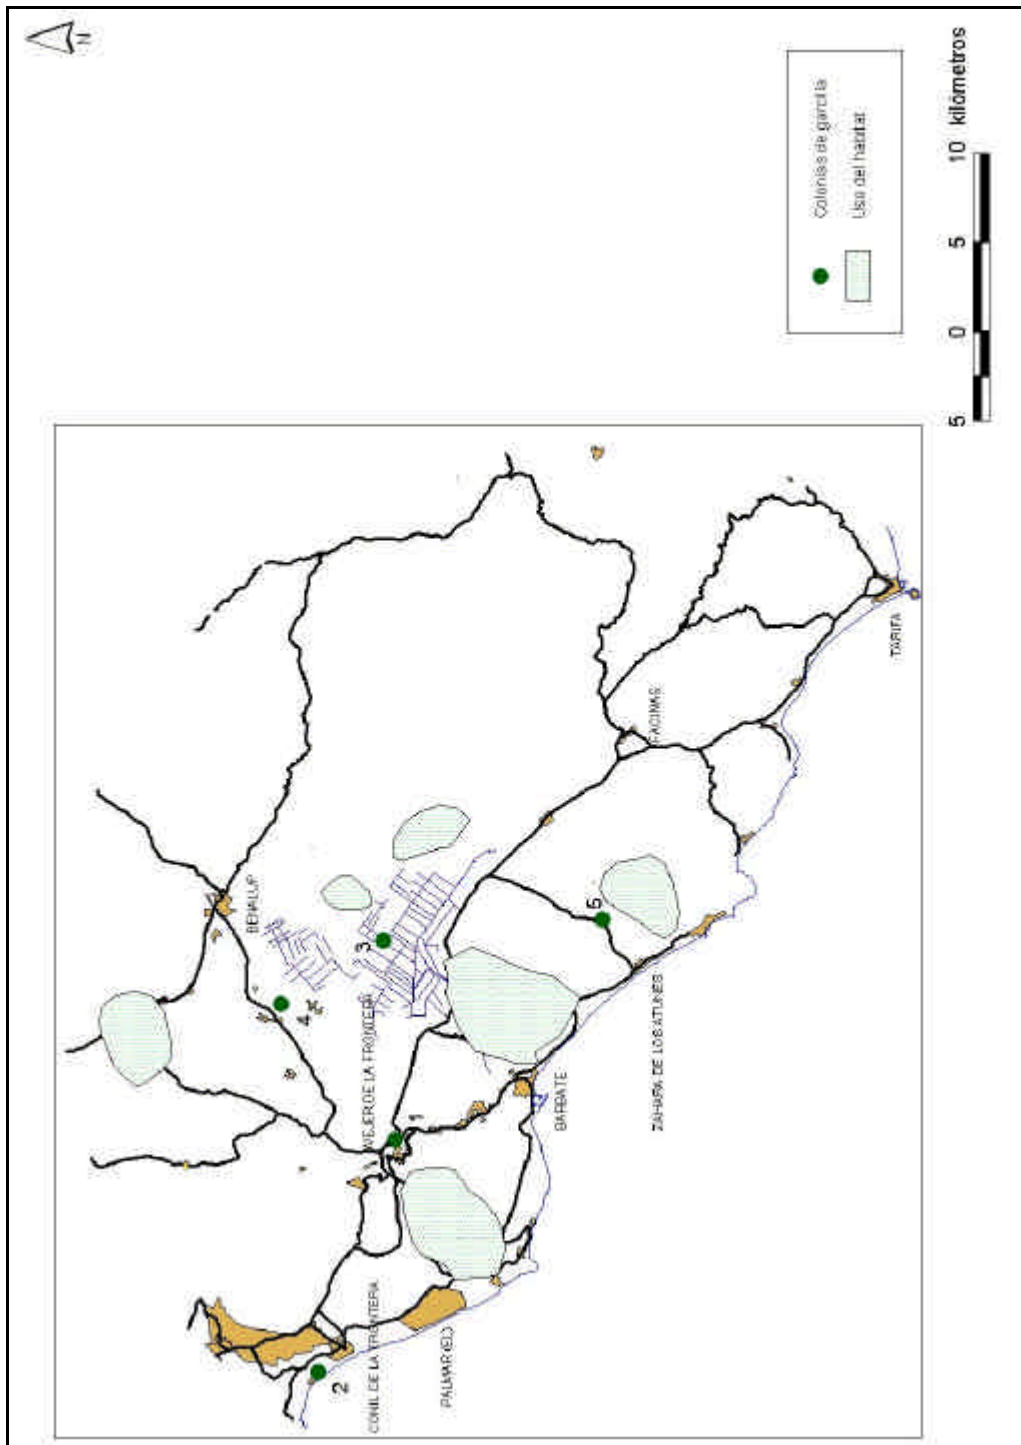 N
Colonias de garcilla
Uso del habitat
5 0 5 10 kilómetros
BENALUP
4
3
VEJER DE LA FRONTERA
1
2
CONIL DE LA FRONTERA
PALMAR (EL)
BARBATE
5
ZAHARA DE LOS ATUNES
FACINAS
TARIFA